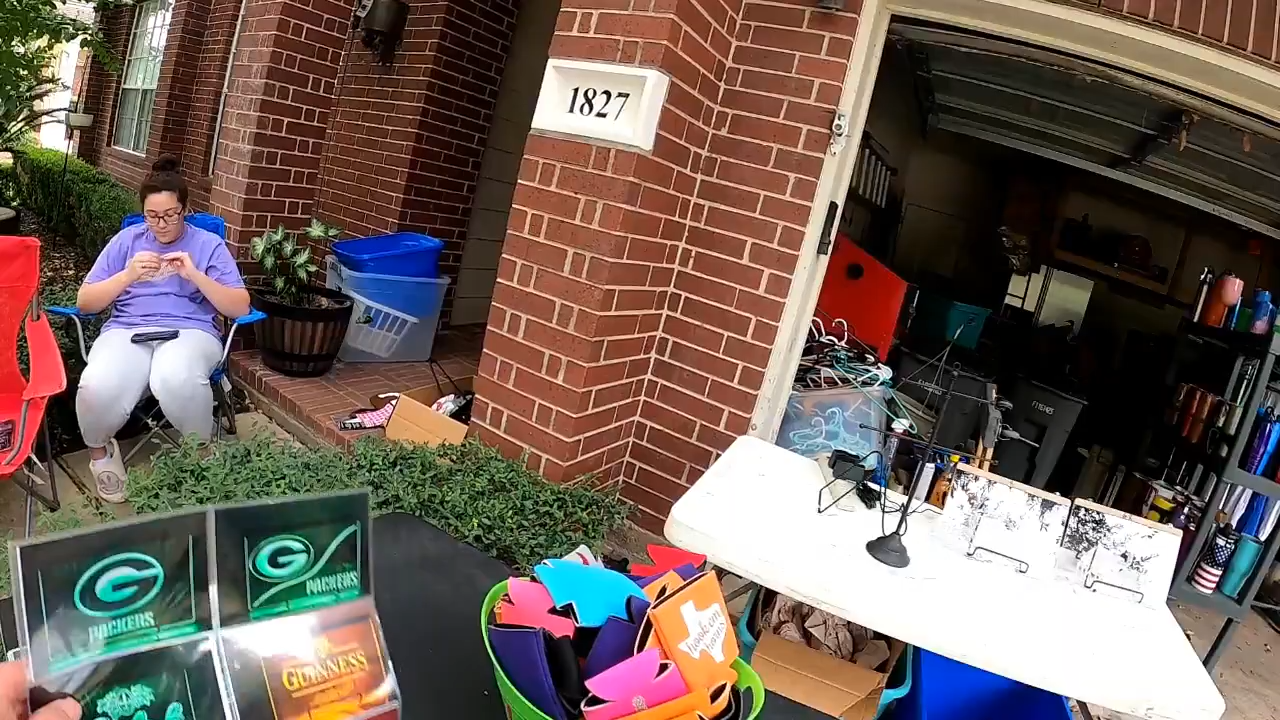 1827
G
PACKERS
G
PACKERS
GUINNESS
hook'em
horns